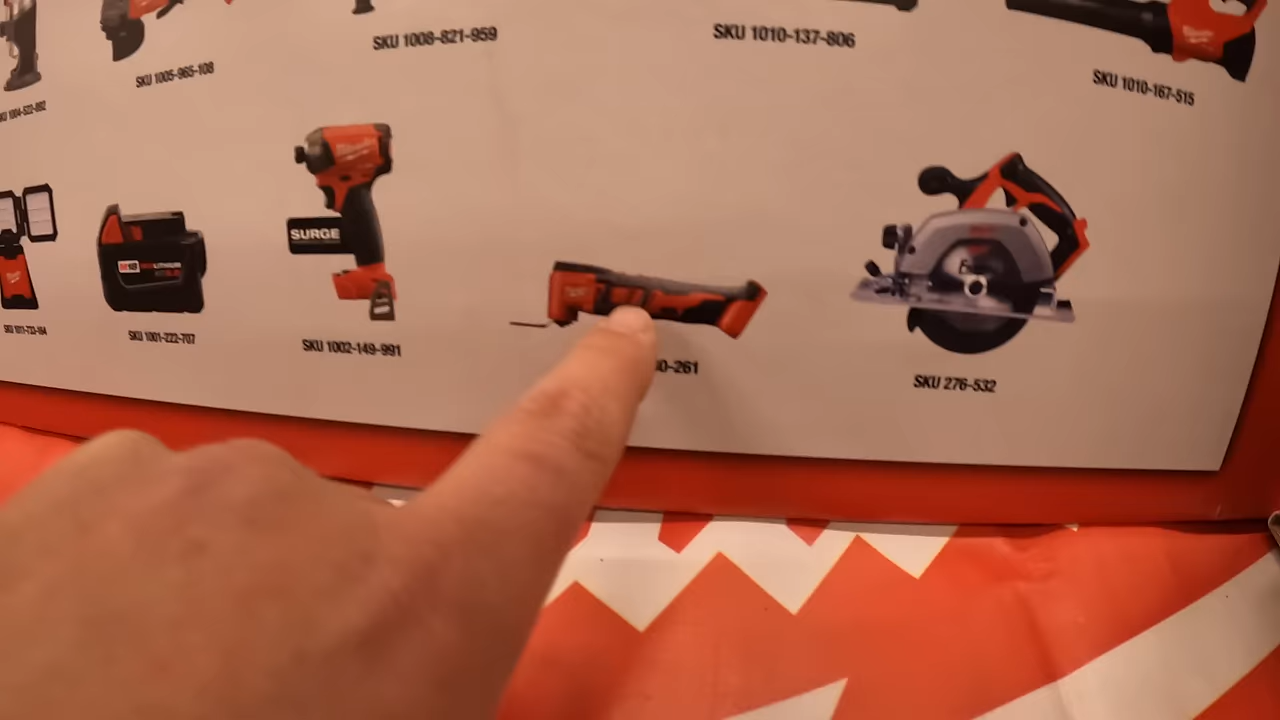 SKU 1008-821-959
SKU 1010-137-806
SKU 1005-965-108
SKU 1010-167-515
SURGE
M18
SKU 1001-222-707
SKU 1002-149-991
0-261
SKU 276-532